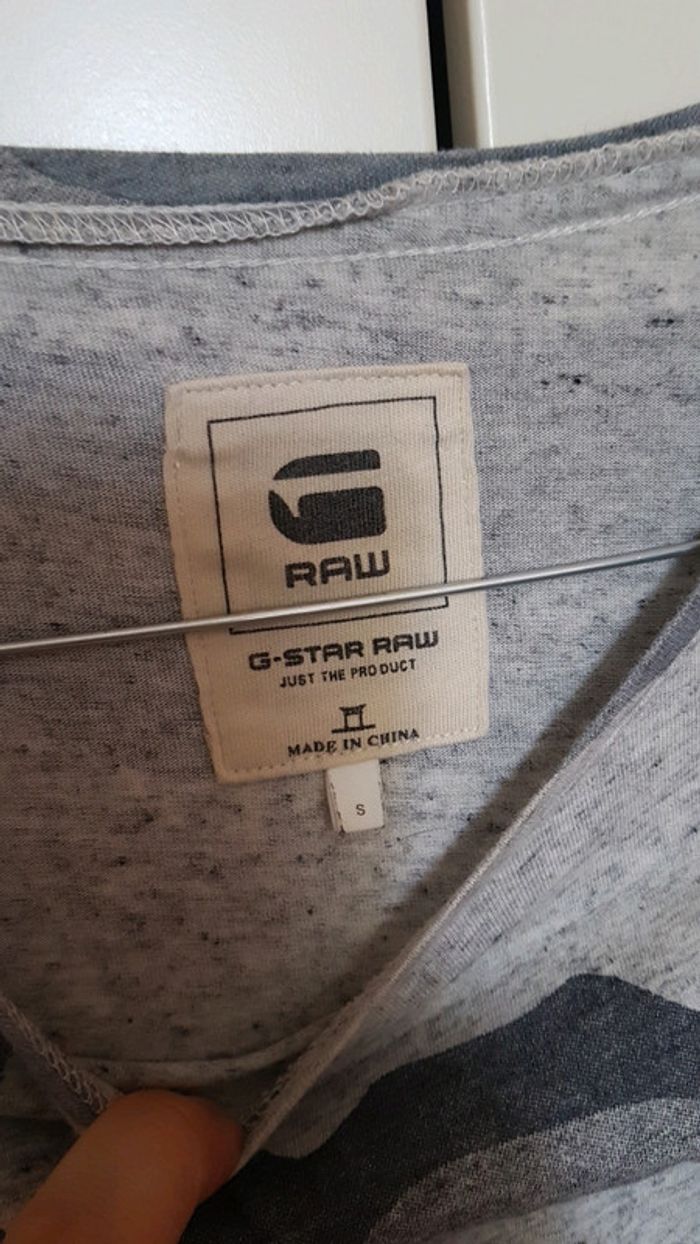 RAW
G-STAR RAW
JUST THE PRODUCT
MADE IN CHINA
S